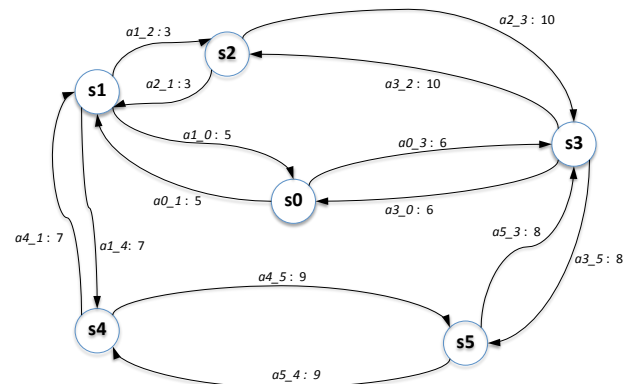 a2_3 : 10
a1_2 : 3
s2
a2_1 : 3
a3_2 : 10
s1
a1_0 : 5
a0_3 : 6
s3
s0
a0_1 : 5
a3_0 : 6
a4_1 : 7
a1_4: 7
a5_3 : 8
a3_5 : 8
a4_5 : 9
s4
s5
a5_4 : 9